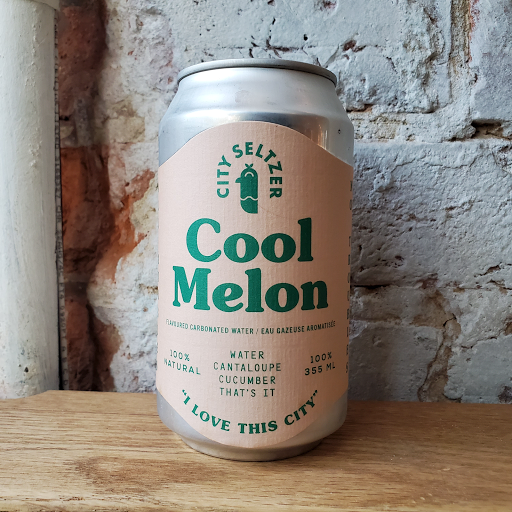 CITY SELTZER
Cool
Melon
FLAVOURED CARBONATED WATER / EAU GAZEUSE AROMATISÉE
100%
NATURAL
WATER
CANTALOUPE
CUCUMBER
THAT'S IT
100%
355 ML
"I LOVE THIS CITY"